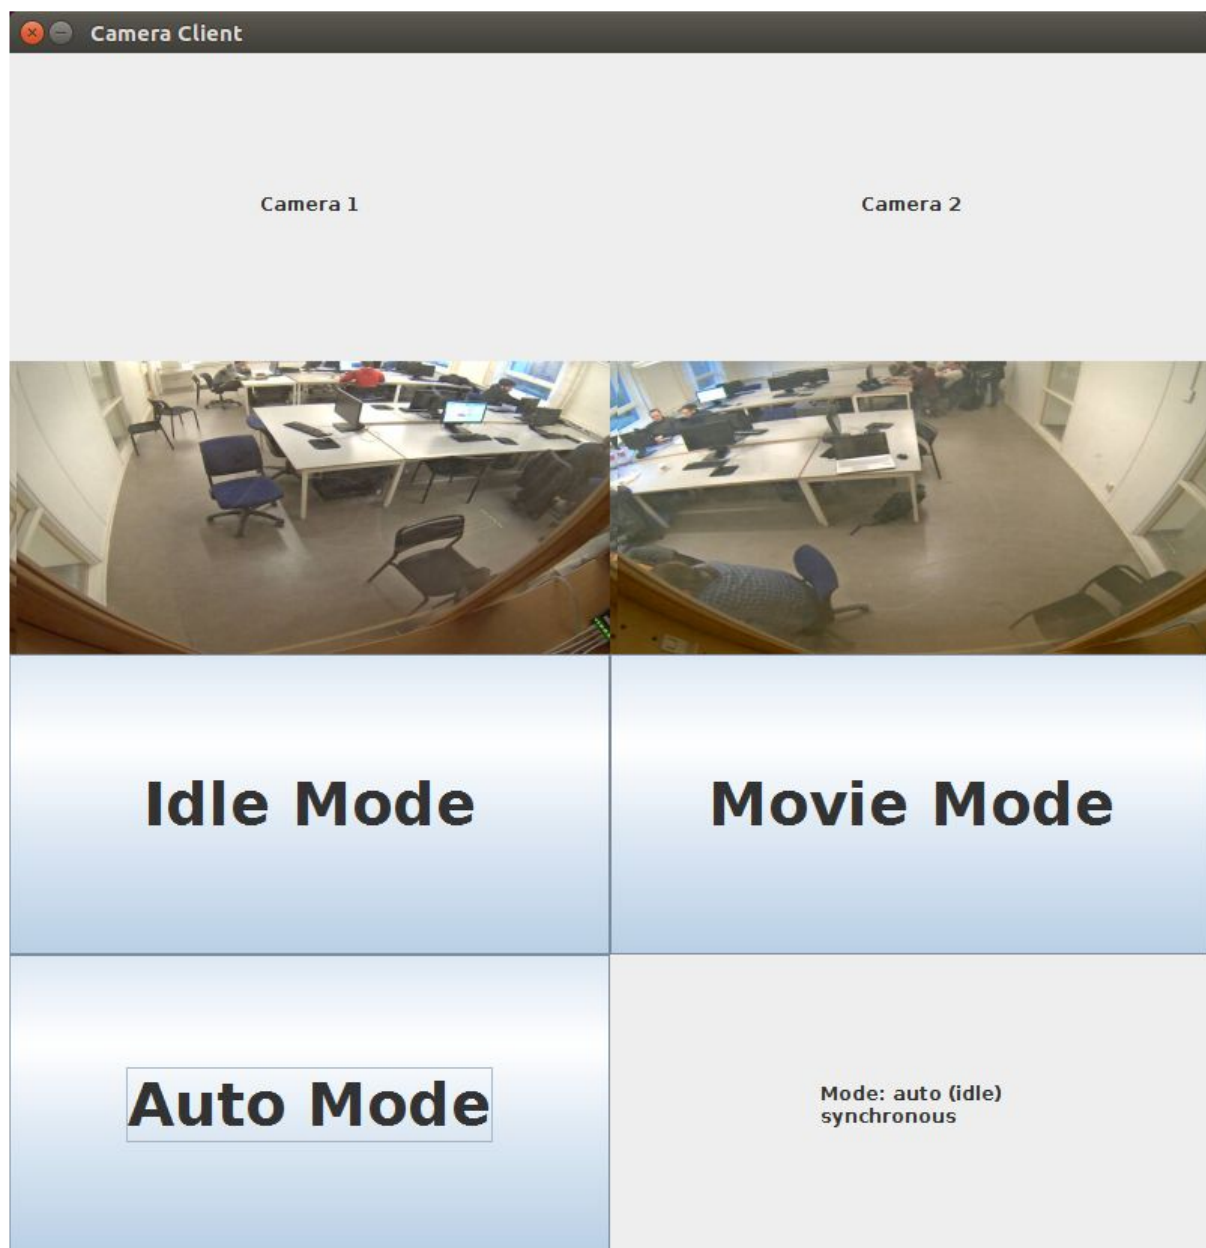 Camera Client
Camera 1
Camera 2
Idle Mode
Movie Mode
Auto Mode
Mode: auto (idle)
synchronous